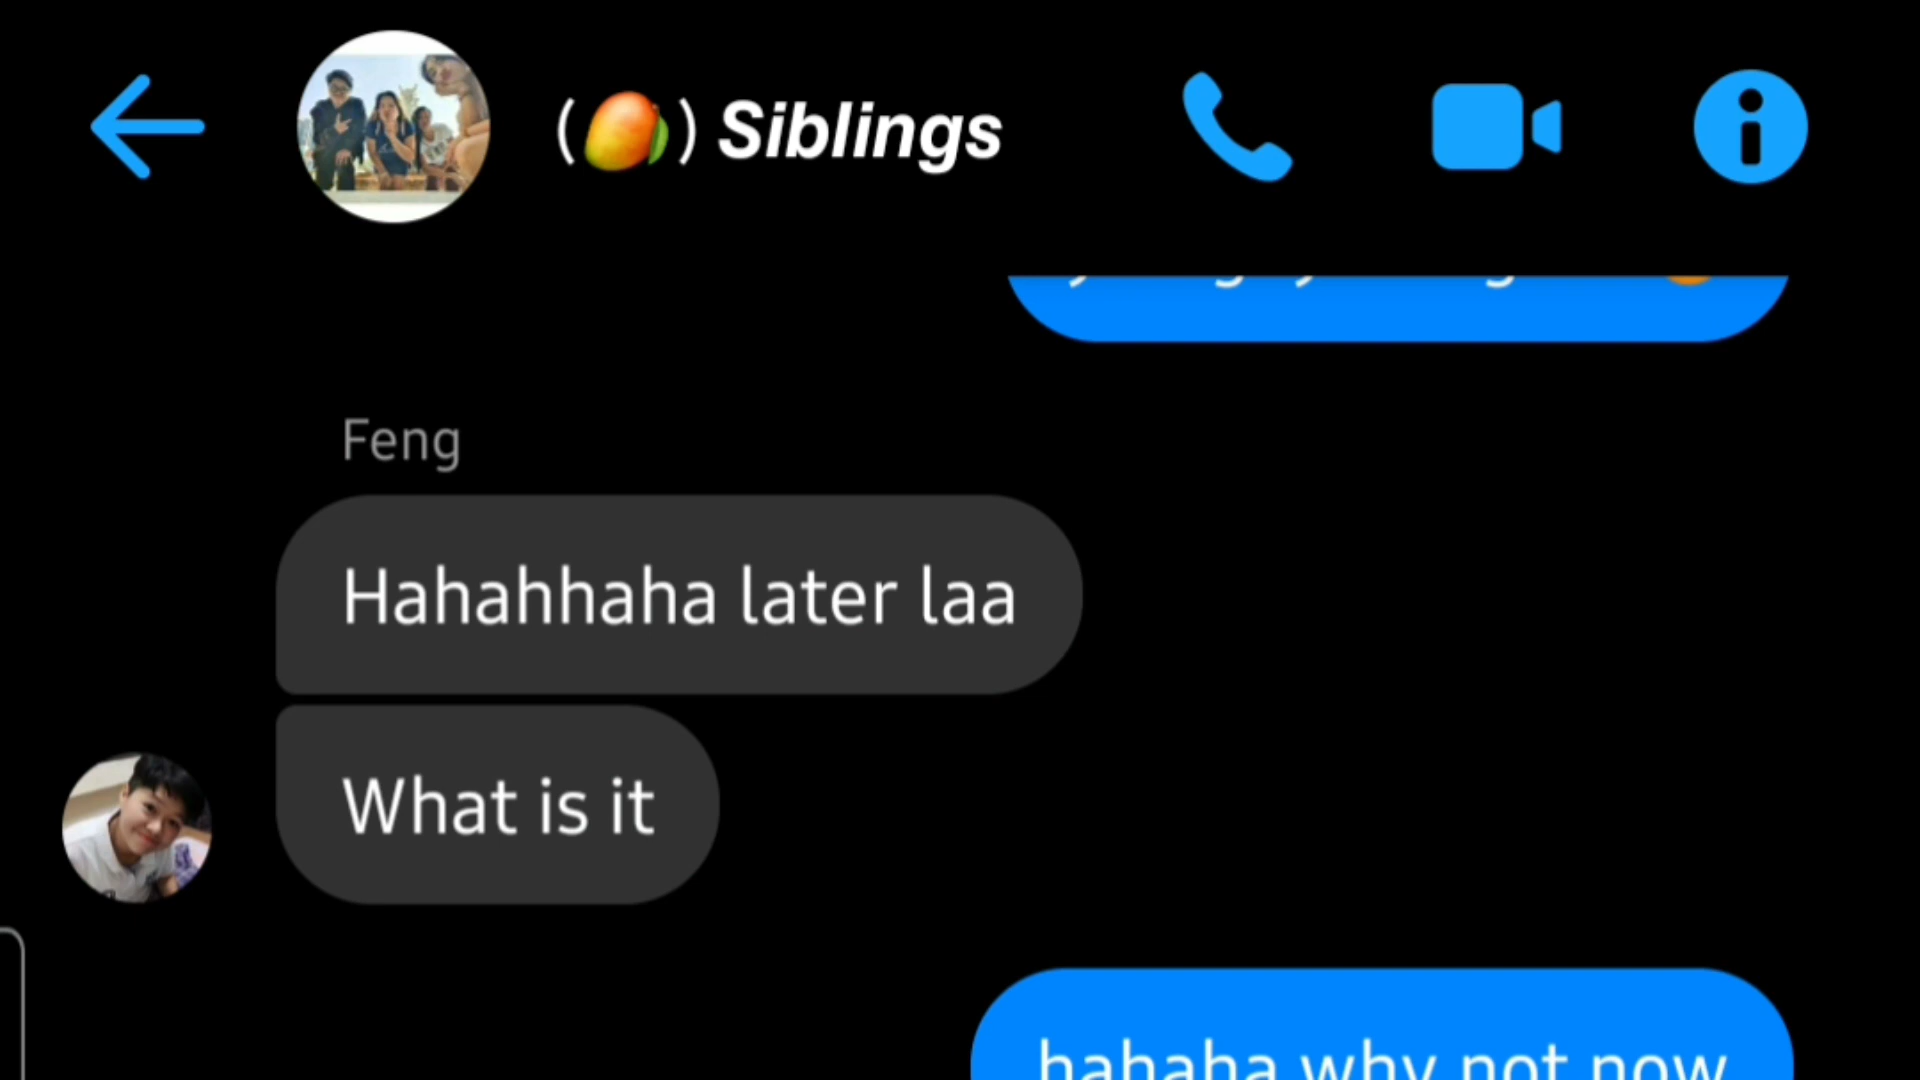 (🥭) Siblings
Feng
Hahahhaha later laa
What is it
hahaha why not now